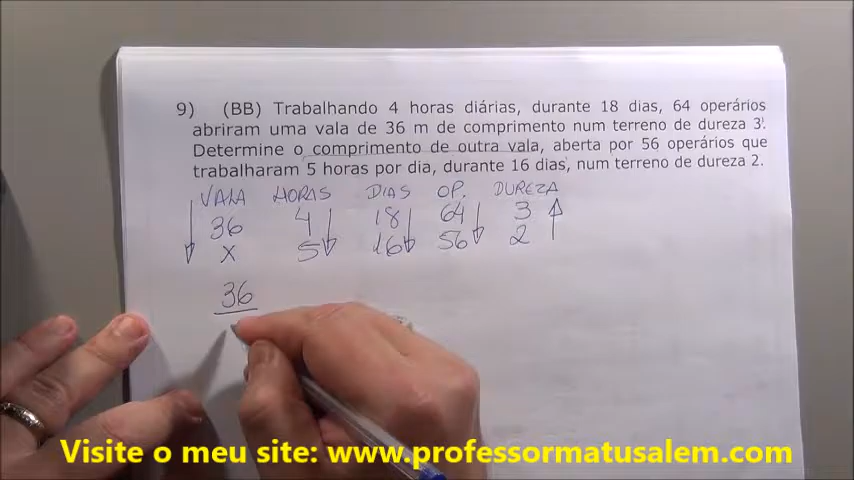 9) (BB) Trabalhando 4 horas diárias, durante 18 dias, 64 operários
abriram uma vala de 36 m de comprimento num terreno de dureza 3.
Determine o comprimento de outra vala, aberta por 56 operários que
trabalharam 5 horas por dia, durante 16 dias, num terreno de dureza 2.
VALA HORAS DIAS OP. DUREZA
36 4 18 64 3
X 5 16 56 2
36
Visite o meu site: www.professormatusalem.com